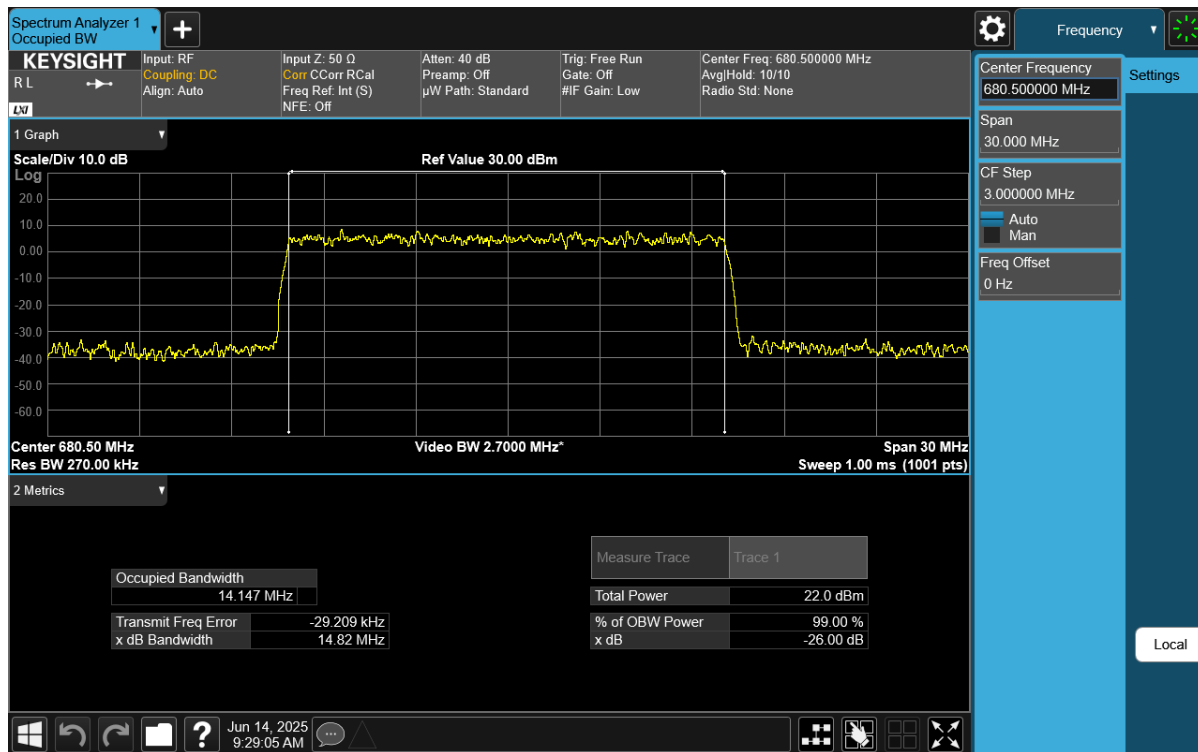 Spectrum Analyzer 1
Occupied BW
▼
+
Frequency
▼
KEYSIGHT
R L
LXI
Input: RF
Coupling: DC
Align: Auto
Input Z: 50 Ω
Corr CCorr RCal
Freq Ref: Int (S)
NFE: Off
Atten: 40 dB
Preamp: Off
µW Path: Standard
Trig: Free Run
Gate: Off
#IF Gain: Low
Center Freq: 680.500000 MHz
Avg|Hold: 10/10
Radio Std: None
Center Frequency
680.500000 MHz
Settings
Span
30.000 MHz
CF Step
3.000000 MHz
Auto
Man
Freq Offset
0 Hz
Local
1 Graph ▼
Scale/Div 10.0 dB
Ref Value 30.00 dBm
Log
20.0
10.0
0.00
-10.0
-20.0
-30.0
-40.0
-50.0
-60.0
Center 680.50 MHz
Video BW 2.7000 MHz*
Span 30 MHz
Res BW 270.00 kHz
Sweep 1.00 ms (1001 pts)
2 Metrics ▼
Measure Trace Trace 1
Occupied Bandwidth
14.147 MHz
Total Power 22.0 dBm
Transmit Freq Error -29.209 kHz
% of OBW Power 99.00 %
x dB Bandwidth 14.82 MHz
x dB -26.00 dB
?
Jun 14, 2025
9:29:05 AM